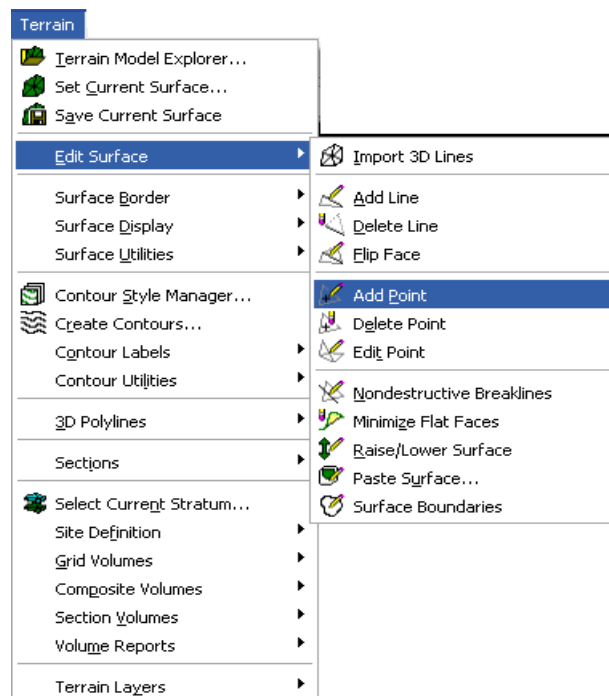 Terrain
Terrain Model Explorer...
Set Current Surface...
Save Current Surface
Edit Surface
Surface Border
Surface Display
Surface Utilities
Contour Style Manager...
Create Contours...
Contour Labels
Contour Utilities
3D Polylines
Sections
Select Current Stratum...
Site Definition
Grid Volumes
Composite Volumes
Section Volumes
Volume Reports
Terrain Layers
Import 3D Lines
Add Line
Delete Line
Flip Face
Add Point
Delete Point
Edit Point
Nondestructive Breaklines
Minimize Flat Faces
Raise/Lower Surface
Paste Surface...
Surface Boundaries